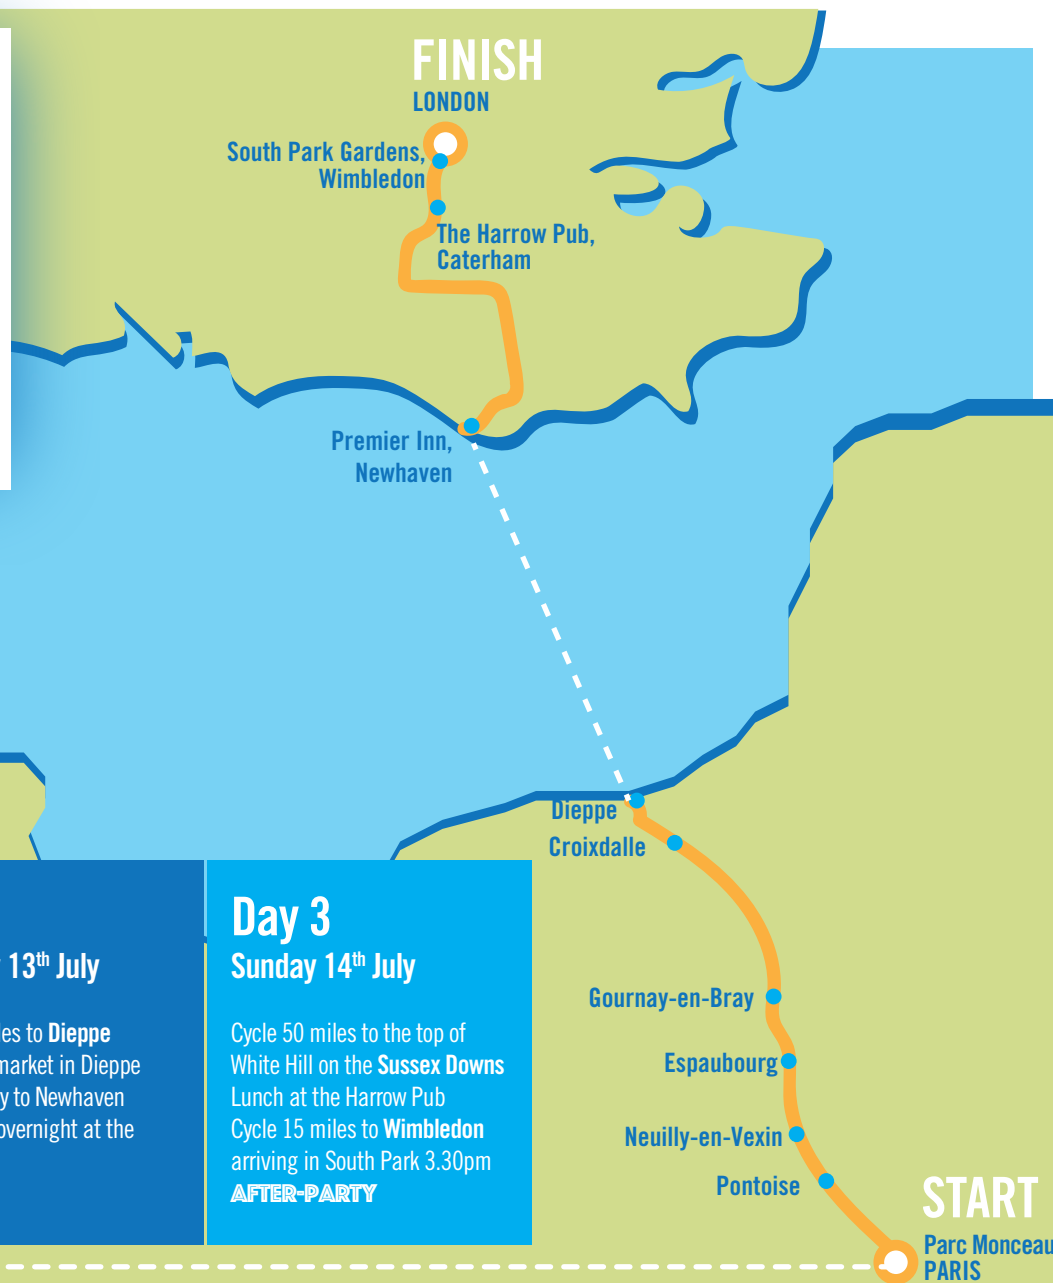 FINISH
LONDON
South Park Gardens,
Wimbledon
The Harrow Pub,
Caterham
Premier Inn,
Newhaven
Dieppe
Croixdalle
Gournay-en-Bray
Espaubourg
Neuilly-en-Vexin
Pontoise
START
Parc Monceau
PARIS
13th July
to Dieppe
market in Dieppe
to Newhaven
overnight at the
Day 3
Sunday 14th July
Cycle 50 miles to the top of
White Hill on the Sussex Downs
Lunch at the Harrow Pub
Cycle 15 miles to Wimbledon
arriving in South Park 3.30pm
AFTER-PARTY